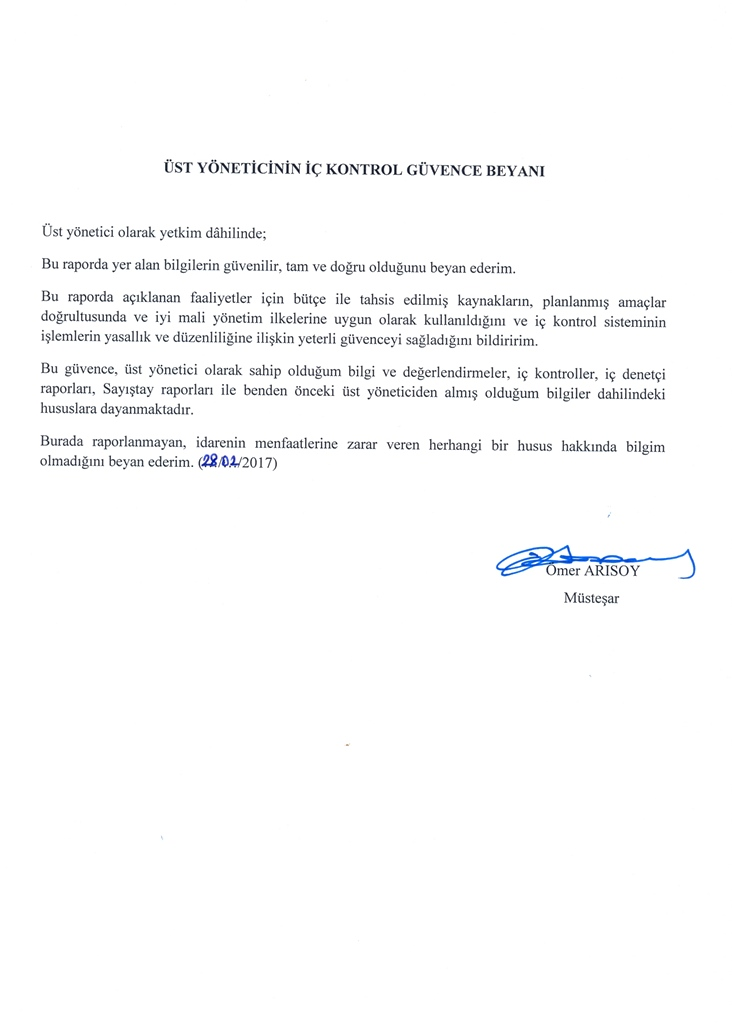 ÜST YÖNETİCİNİN İÇ KONTROL GÜVENCE BEYANI
Üst yönetici olarak yetkim dâhilinde;
Bu raporda yer alan bilgilerin güvenilir, tam ve doğru olduğunu beyan ederim.
Bu raporda açıklanan faaliyetler için bütçe ile tahsis edilmiş kaynakların, planlanmış amaçlar
doğrultusunda ve iyi mali yönetim ilkelerine uygun olarak kullanıldığını ve iç kontrol sisteminin
işlemlerin yasallık ve düzenliliğine ilişkin yeterli güvenceyi sağladığını bildiririm.
Bu güvence, üst yönetici olarak sahip olduğum bilgi ve değerlendirmeler, iç kontroller, iç denetçi
raporları, Sayıştay raporları ile benden önceki üst yöneticiden almış olduğum bilgiler dahilindeki
hususlara dayanmaktadır.
Burada raporlanmayan, idarenin menfaatlerine zarar veren herhangi bir husus hakkında bilgim
olmadığını beyan ederim. (28/02/2017)
Ömer ARISOY
Müsteşar